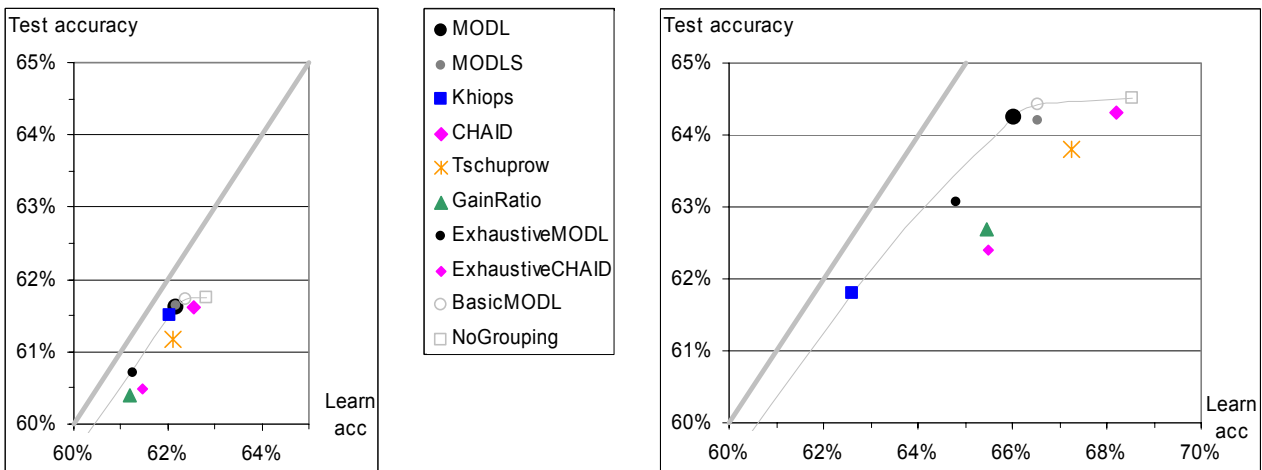 Test accuracy
65%
64%
63%
62%
61%
60%
60%
62%
64%
Learn
acc
MODL
MODLS
Khiops
CHAID
Tschuprow
GainRatio
ExhaustiveMODL
ExhaustiveCHAID
BasicMODL
NoGrouping
Test accuracy
65%
64%
63%
62%
61%
60%
60%
62%
64%
66%
68%
70%
Learn
acc